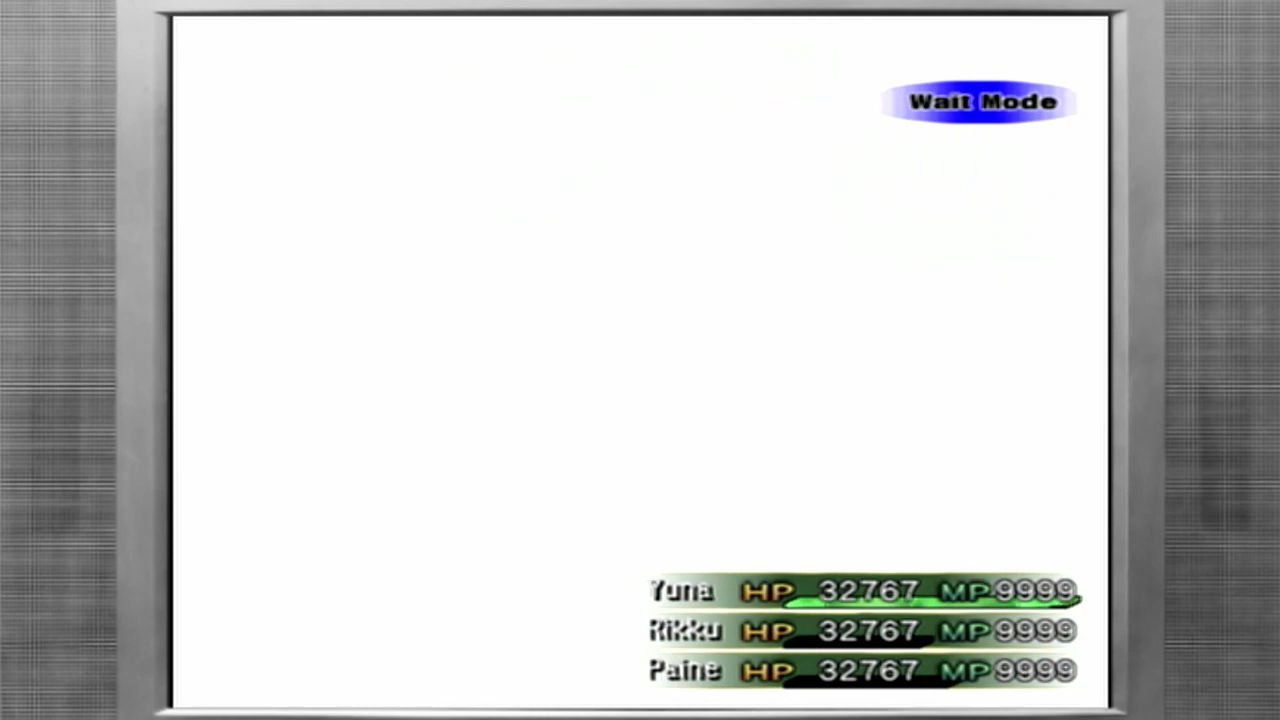 Wait Mode
Yuna HP 32767 MP 9999
Rikku HP 32767 MP 9999
Paine HP 32767 MP 9999